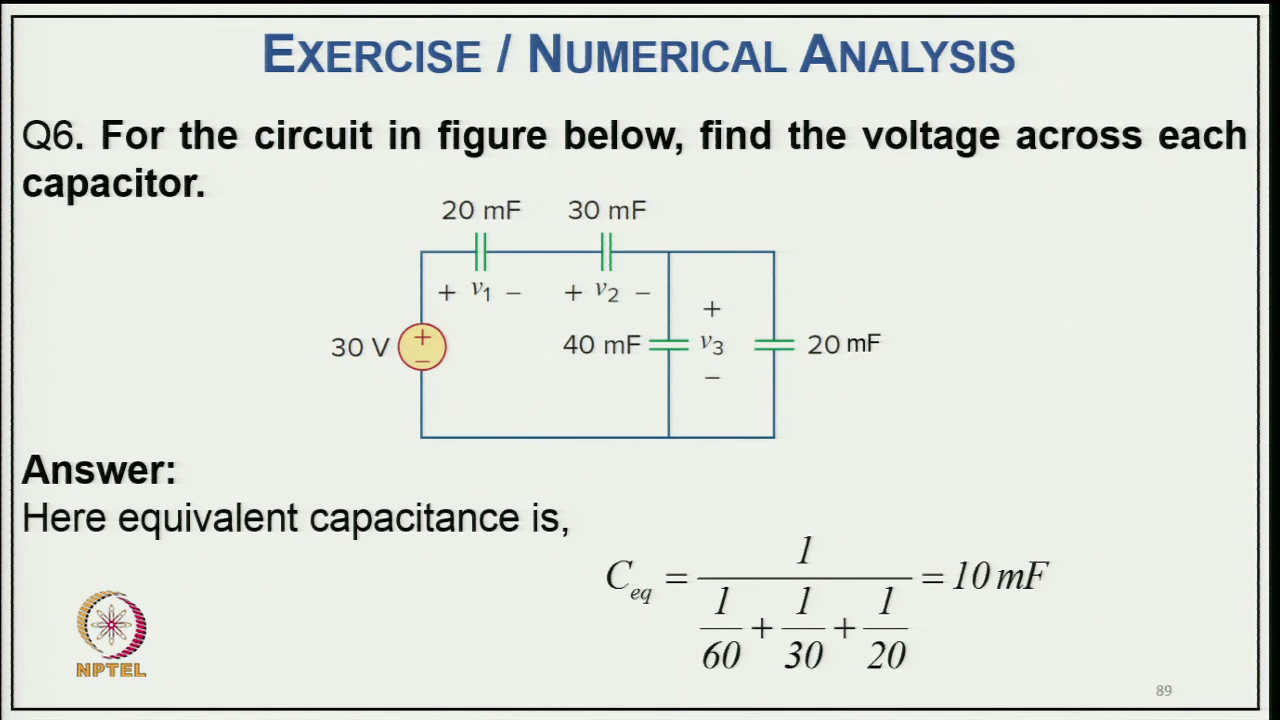 EXERCISE / NUMERICAL ANALYSIS
Q6. For the circuit in figure below, find the voltage across each
capacitor.
20 mF 30 mF
+ v1 − + v2 −
+
30 V + − 40 mF v3 20 mF
−
Answer:
Here equivalent capacitance is,
C_eq = 1 / (1/60 + 1/30 + 1/20) = 10 mF
NPTEL
89